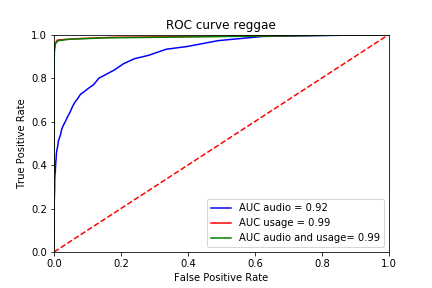 ROC curve reggae
1.0
0.8
0.6
0.4
0.2
0.0
True Positive Rate
AUC audio = 0.92
AUC usage = 0.99
AUC audio and usage= 0.99
0.0 0.2 0.4 0.6 0.8 1.0
False Positive Rate